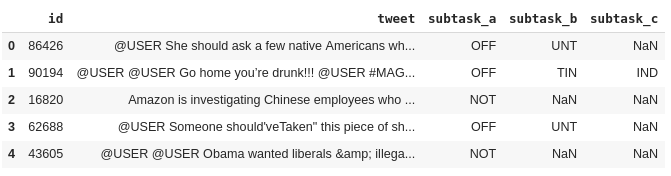 id tweet subtask_a subtask_b subtask_c
0 86426 @USER She should ask a few native Americans wh... OFF UNT NaN
1 90194 @USER @USER Go home you’re drunk!!! @USER #MAG... OFF TIN IND
2 16820 Amazon is investigating Chinese employees who ... NOT NaN NaN
3 62688 @USER Someone should'veTaken" this piece of sh... OFF UNT NaN
4 43605 @USER @USER Obama wanted liberals &amp; illega... NOT NaN NaN